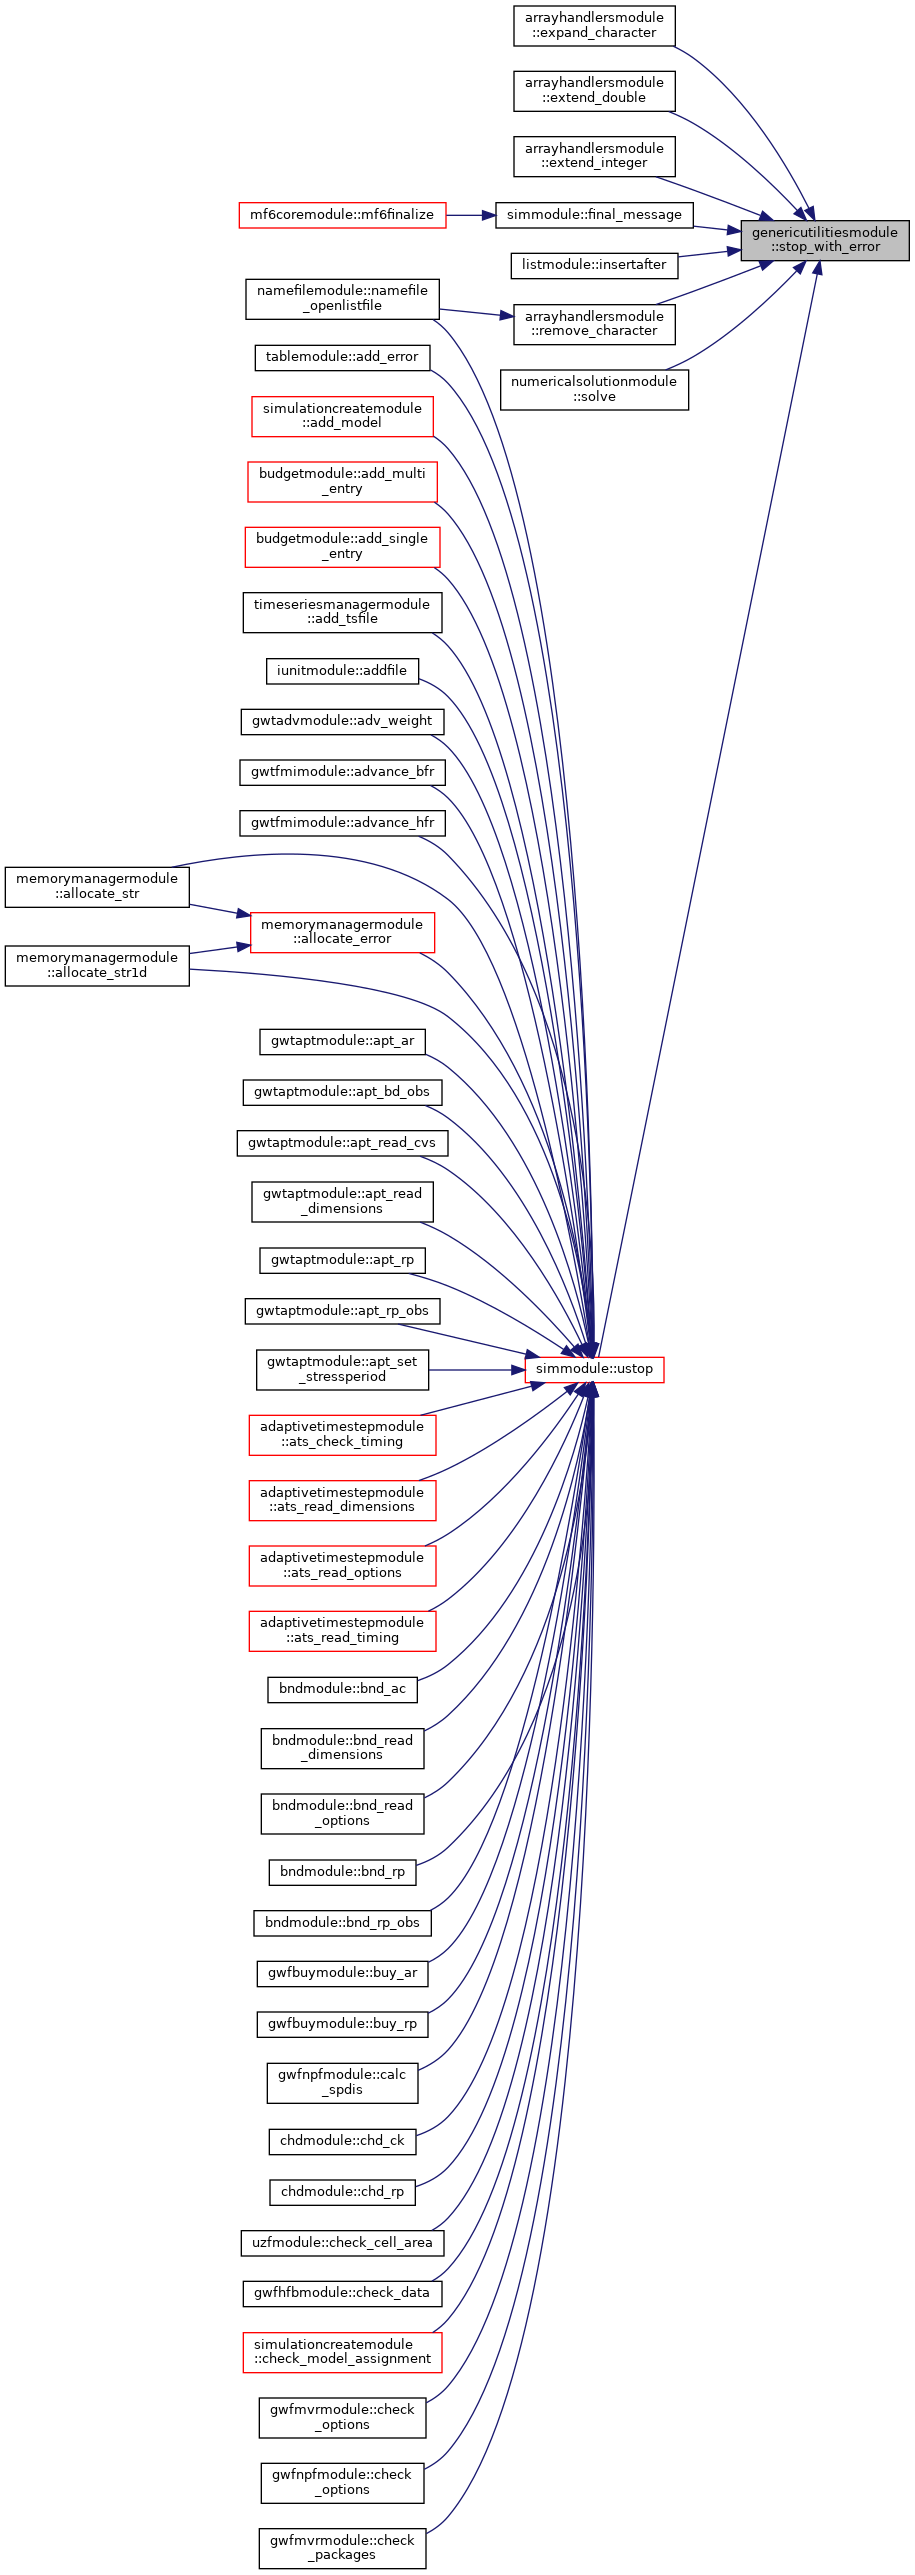 arrayhandlersmodule
::expand_character
arrayhandlersmodule
::extend_double
arrayhandlersmodule
::extend_integer
mf6coremodule::mf6finalize
simmodule::final_message
genericutilitiesmodule
::stop_with_error
listmodule::insertafter
namefilemodule::namefile
_openlistfile
arrayhandlersmodule
::remove_character
tablemodule::add_error
numericalsolutionmodule
::solve
simulationcreatemodule
::add_model
budgetmodule::add_multi
_entry
budgetmodule::add_single
_entry
timeseriesmanagermodule
::add_tsfile
iunitmodule::addfile
gwtadvmodule::adv_weight
gwtfmimodule::advance_bfr
gwtfmimodule::advance_hfr
memorymanagermodule
::allocate_str
memorymanagermodule
::allocate_error
memorymanagermodule
::allocate_str1d
gwtaptmodule::apt_ar
gwtaptmodule::apt_bd_obs
gwtaptmodule::apt_read_cvs
gwtaptmodule::apt_read
_dimensions
gwtaptmodule::apt_rp
gwtaptmodule::apt_rp_obs
gwtaptmodule::apt_set
_stressperiod
simmodule::ustop
adaptivetimestepmodule
::ats_check_timing
adaptivetimestepmodule
::ats_read_dimensions
adaptivetimestepmodule
::ats_read_options
adaptivetimestepmodule
::ats_read_timing
bndmodule::bnd_ac
bndmodule::bnd_read
_dimensions
bndmodule::bnd_read
_options
bndmodule::bnd_rp
bndmodule::bnd_rp_obs
gwfbuymodule::buy_ar
gwfbuymodule::buy_rp
gwfnpfmodule::calc
_spdis
chdmodule::chd_ck
chdmodule::chd_rp
uzfmodule::check_cell_area
gwfhfbmodule::check_data
simulationcreatemodule
::check_model_assignment
gwfmvrmodule::check
_options
gwfnpfmodule::check
_options
gwfmvrmodule::check
_packages